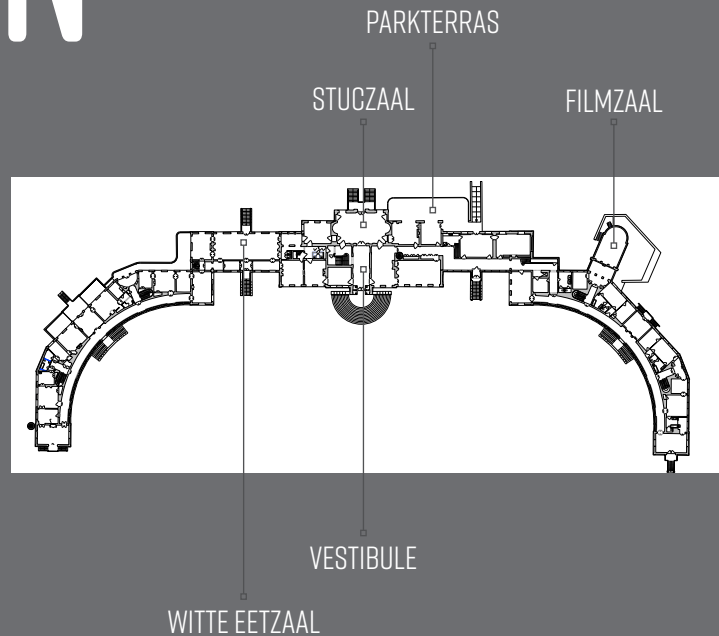 N
PARKTERRAS
STUCZAAL
FILMZAAL
VESTIBULE
WITTE EETZAAL